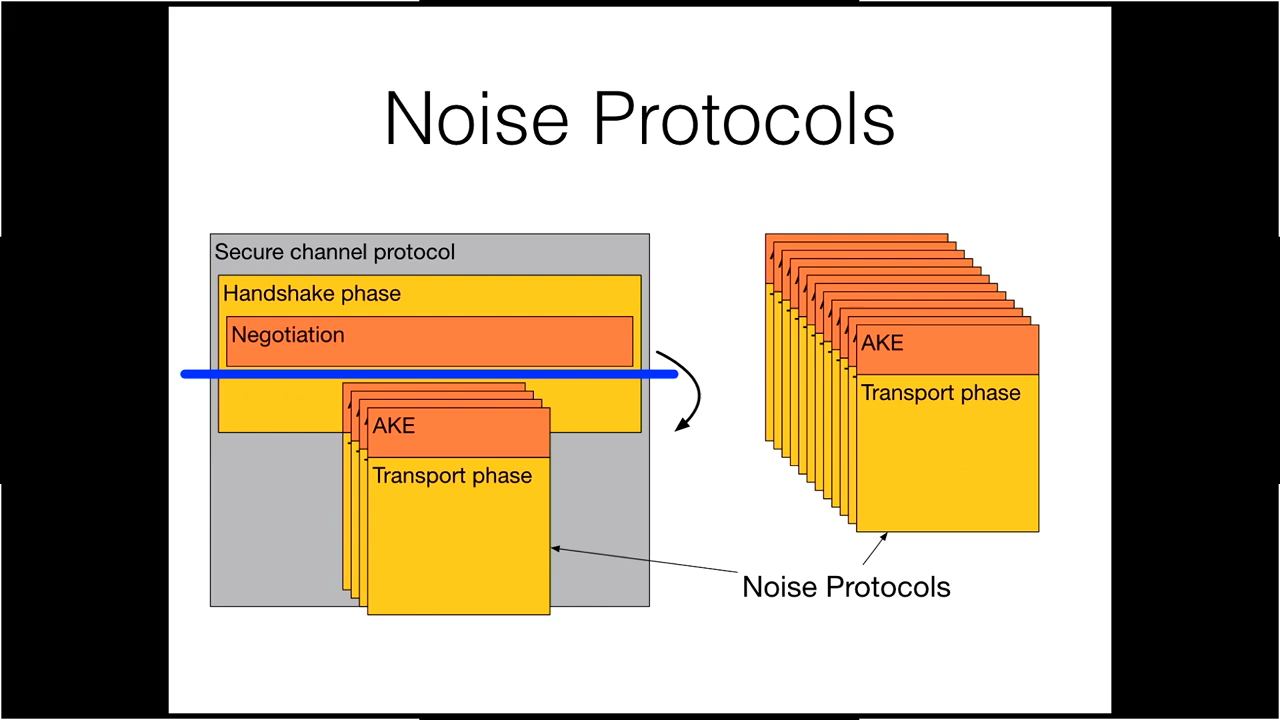 Noise Protocols
Secure channel protocol
Handshake phase
Negotiation
AKE
Transport phase
AKE
Transport phase
Noise Protocols